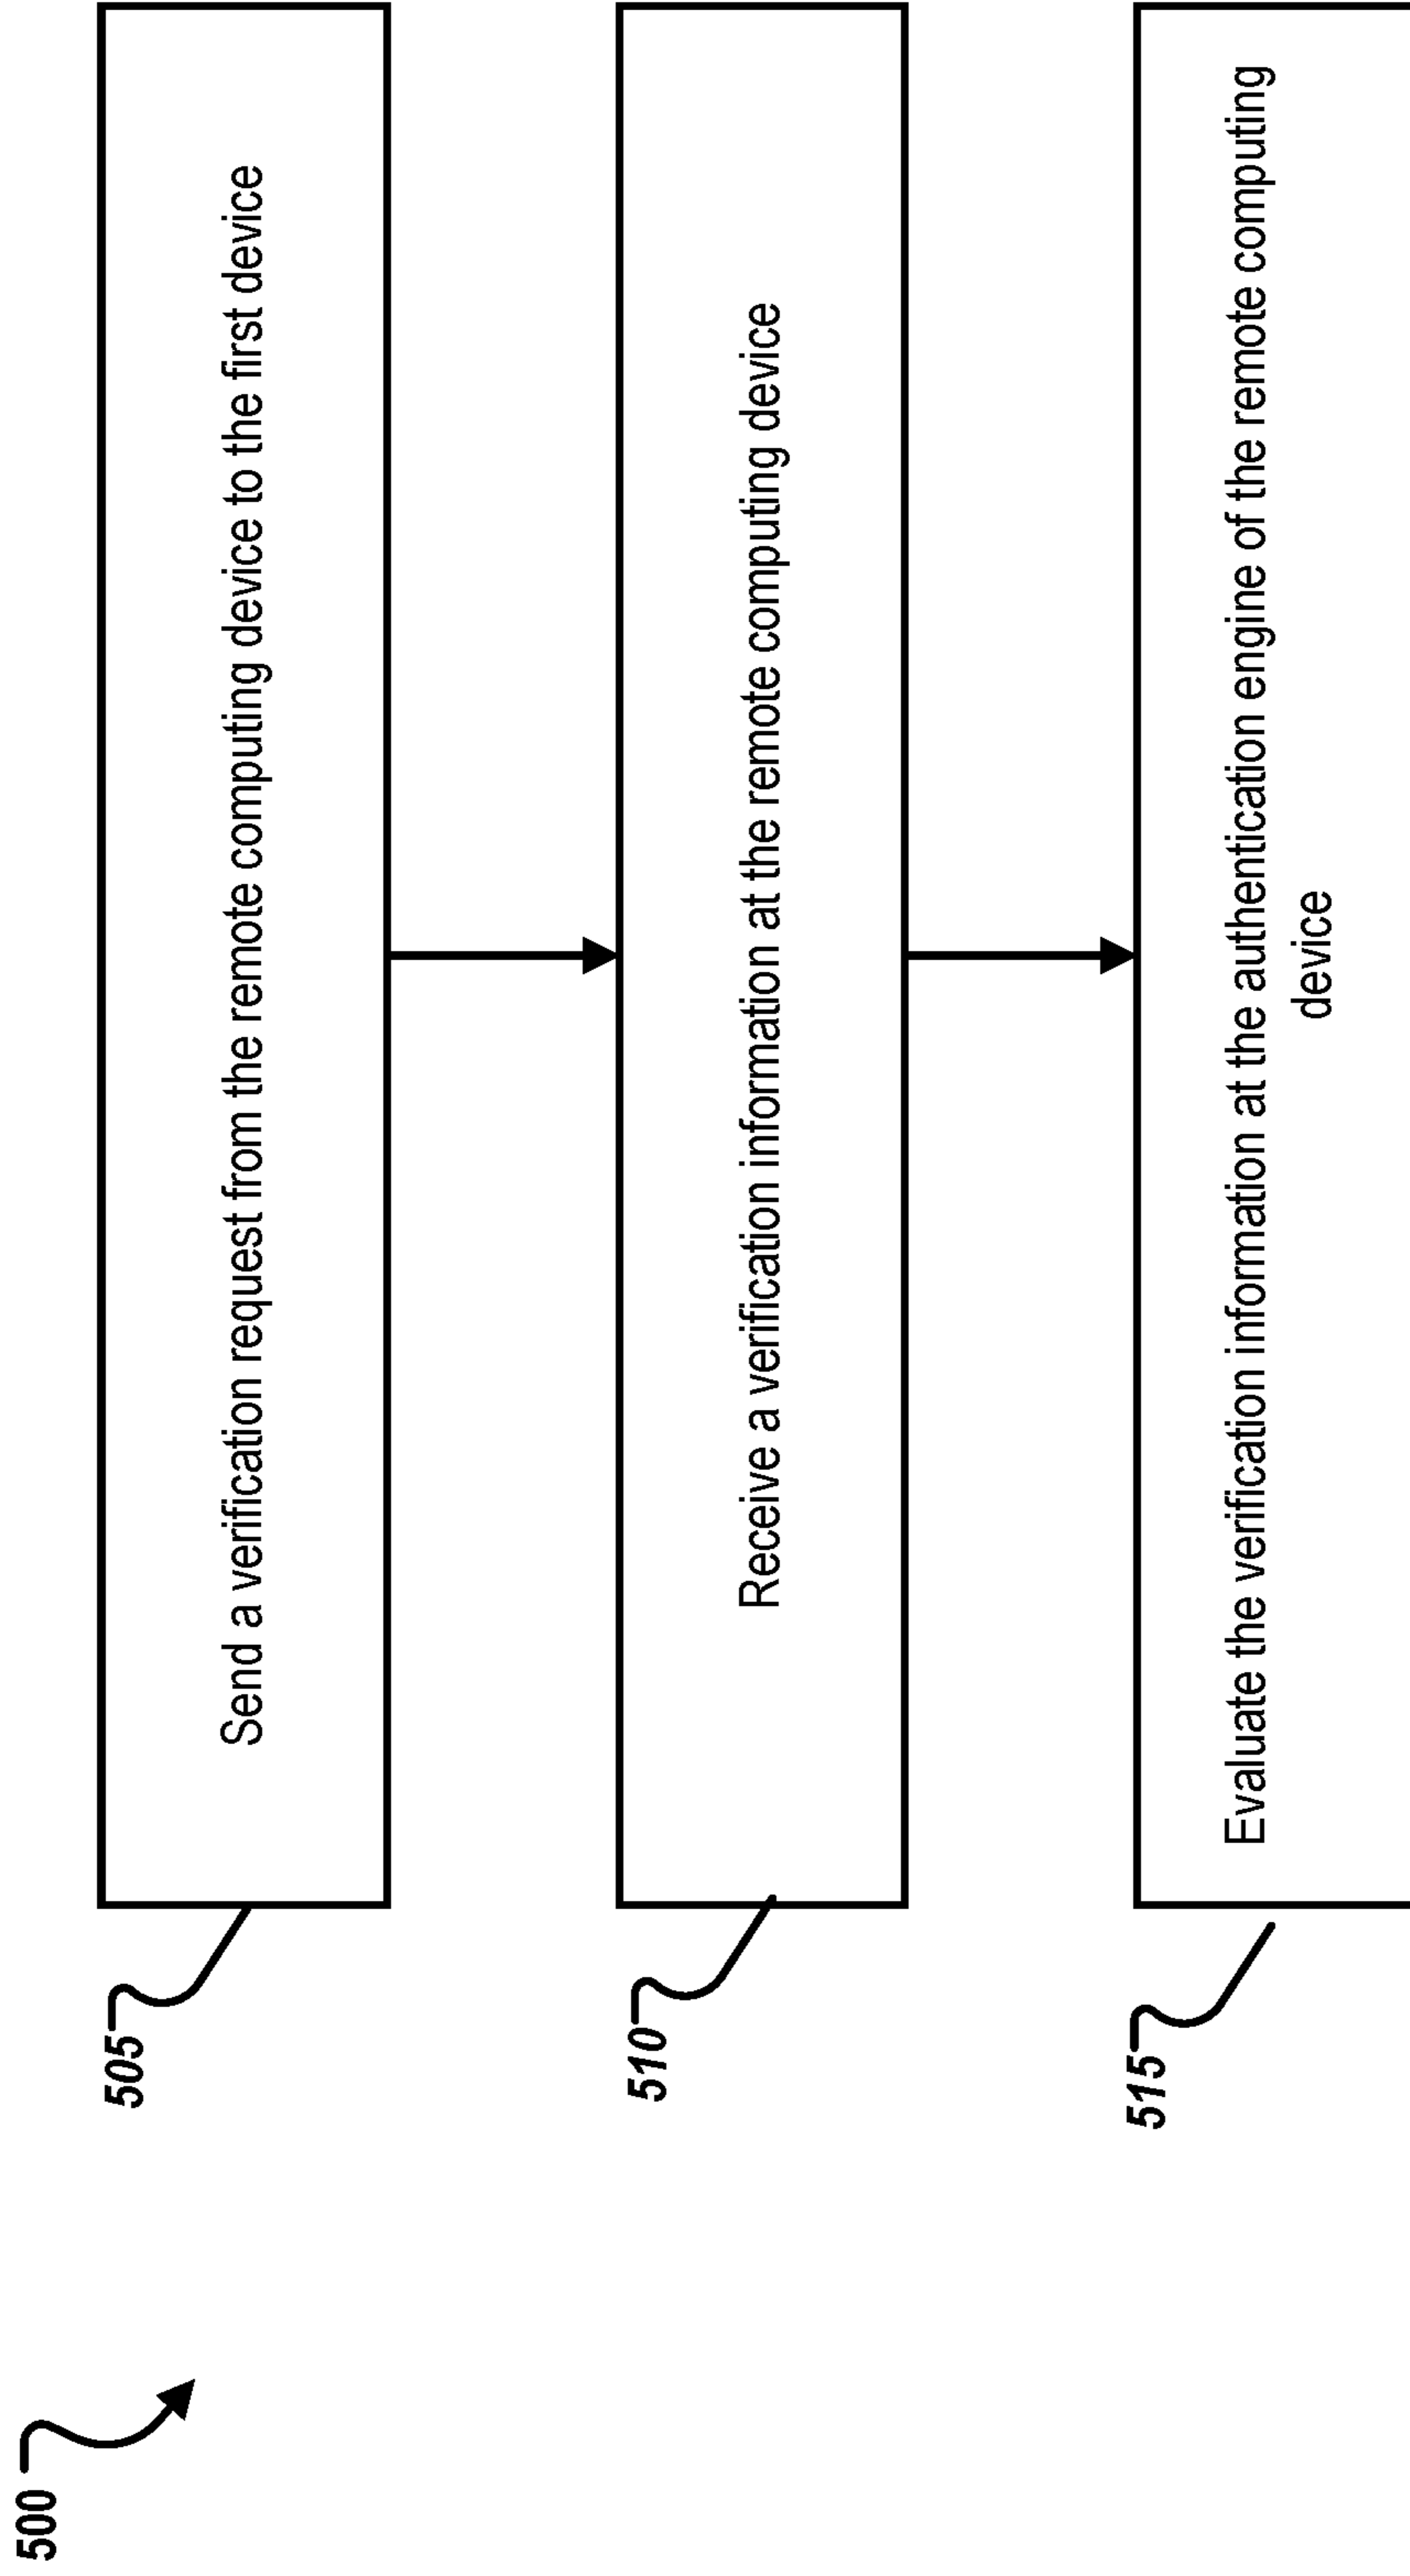 500
505
Send a verification request from the remote computing device to the first device
510
Receive a verification information at the remote computing device
515
Evaluate the verification information at the authentication engine of the remote computing
device